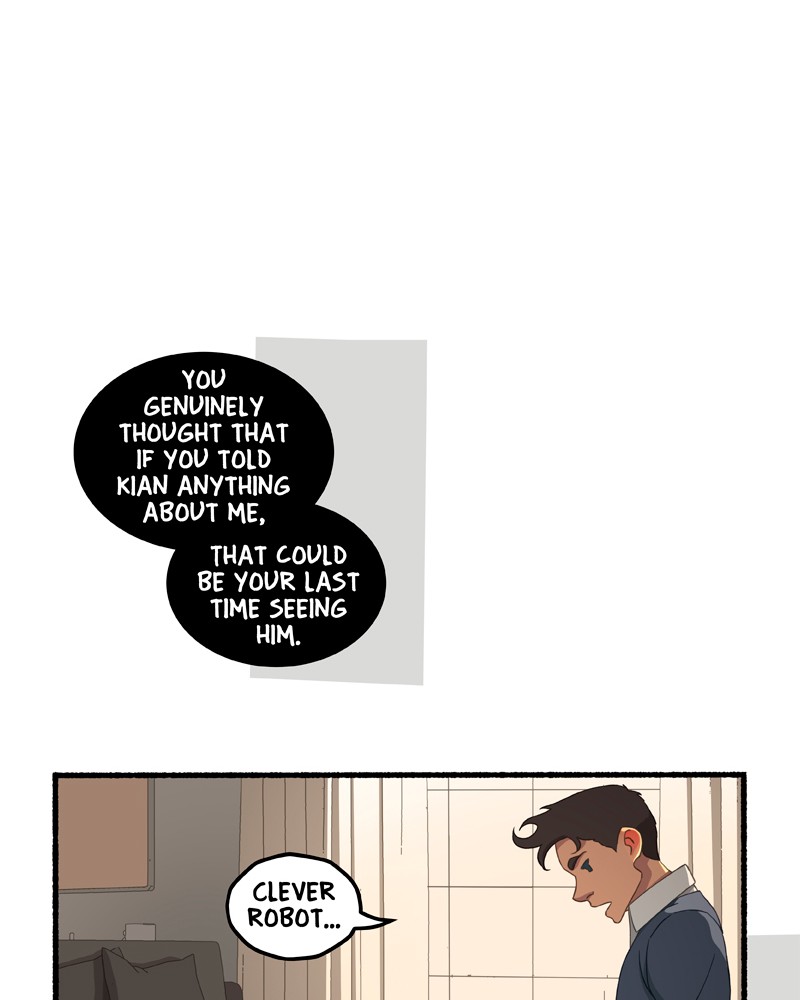 YOU
GENUINELY
THOUGHT THAT
IF YOU TOLD
KIAN ANYTHING
ABOUT ME,
THAT COULD
BE YOUR LAST
TIME SEEING
HIM.
CLEVER
ROBOT...